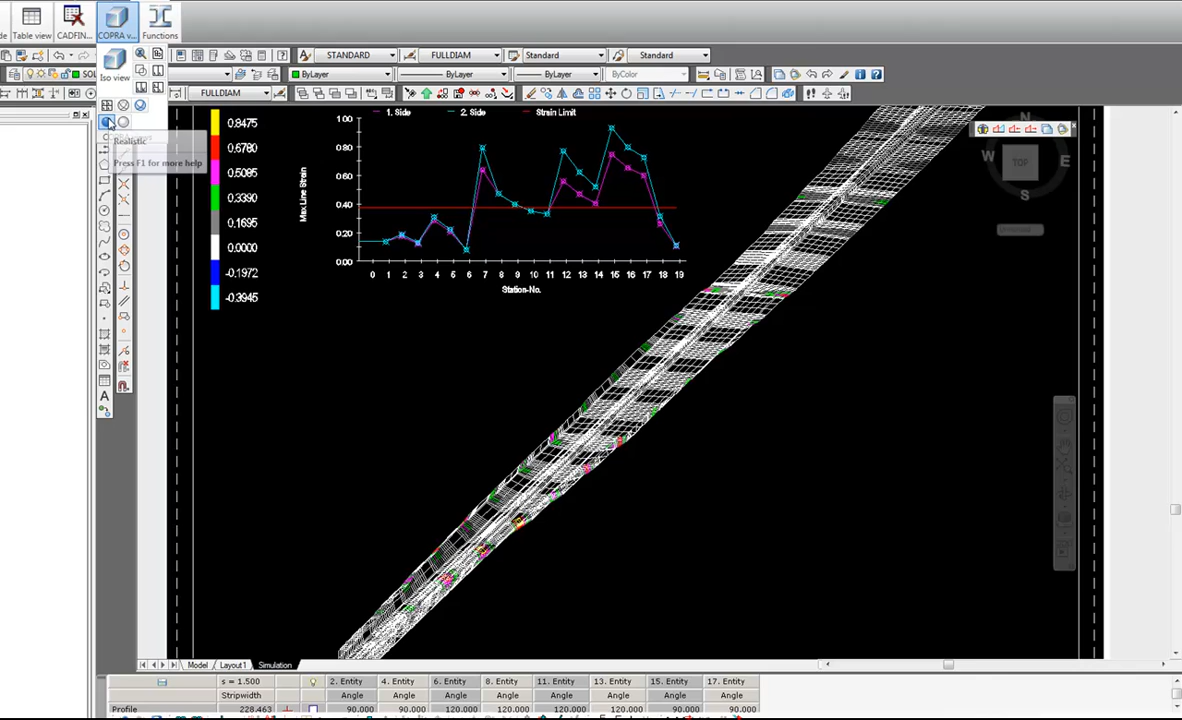 Table view
CADFIN...
COPRA v...
Functions
STANDARD
FULLDIAM
Standard
Standard
Iso view
SOL
ByLayer
ByLayer
ByLayer
ByColor
FULLDIAM
Realistic
Press F1 for more help
0.8475
0.6780
0.5085
0.3390
0.1695
0.0000
-0.1972
-0.3945
1. Side
2. Side
Strain Limit
1.00
0.80
0.60
0.40
0.20
0.00
Max.Line Strain
0 1 2 3 4 5 6 7 8 9 10 11 12 13 14 15 16 17 18 19
Station-No.
N
W
TOP
E
S
Unnamed
Model
Layout1
Simulation
s = 1.500
2. Entity
4. Entity
6. Entity
8. Entity
11. Entity
13. Entity
15. Entity
17. Entity
Stripwidth
Angle
Angle
Angle
Angle
Angle
Angle
Angle
Angle
Profile
228.463
90.000
90.000
120.000
120.000
120.000
120.000
90.000
90.000